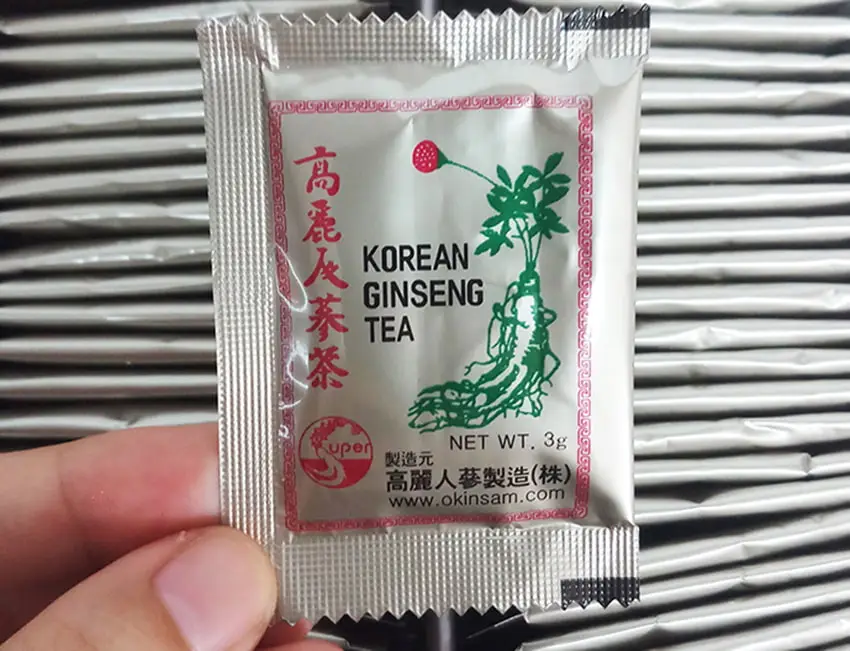 高麗人蔘茶
KOREAN
GINSENG
TEA
NET WT. 3g
Super
製造元
高麗人蔘製造(株)
www.okinsam.com